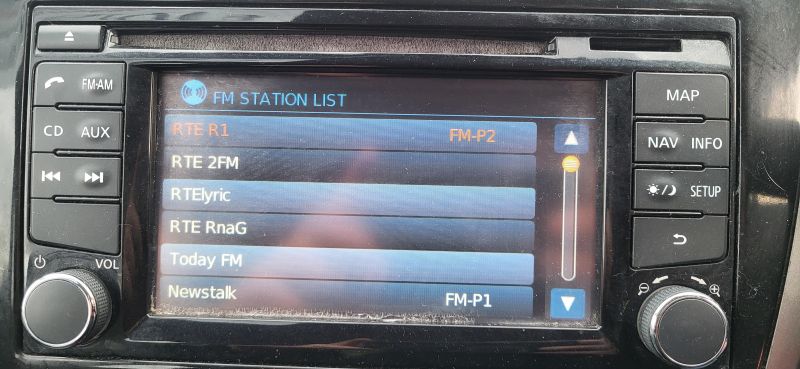 FM·AM
CD AUX
VOL
FM STATION LIST
RTE R1 FM-P2
RTE 2FM
RTElyric
RTE RnaG
Today FM
Newstalk FM-P1
MAP
NAV INFO
SETUP